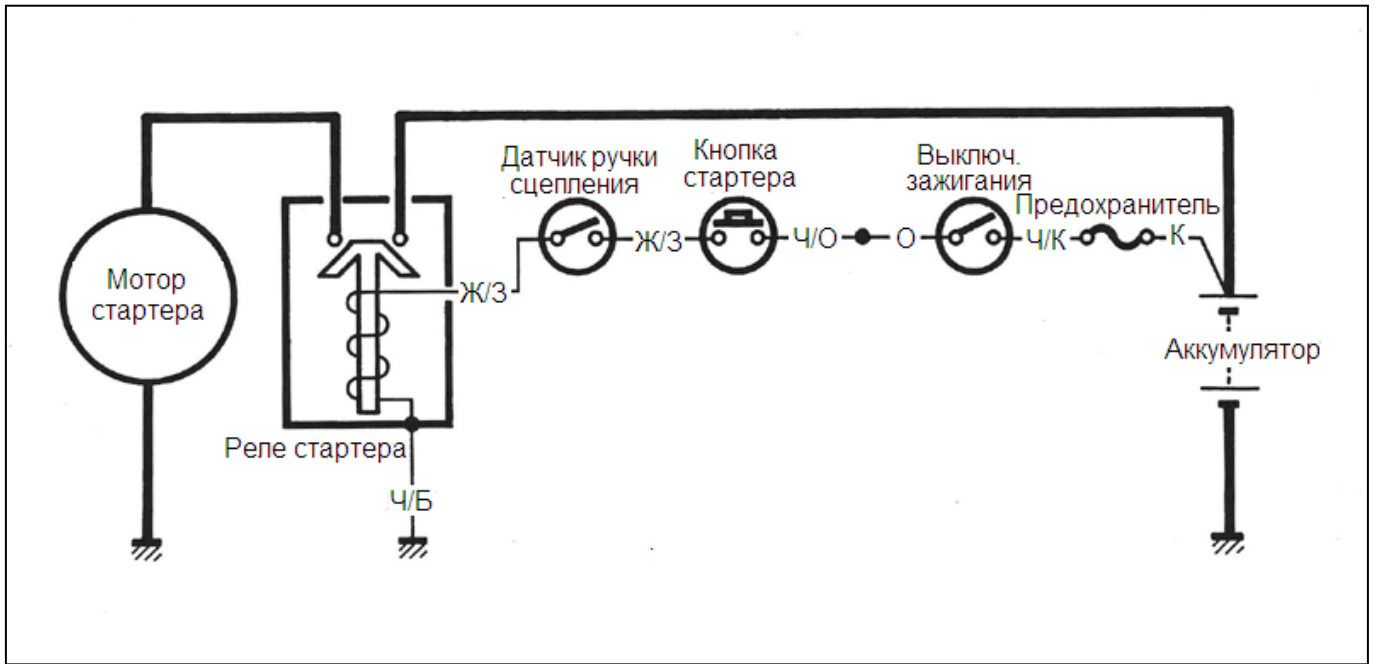 Датчик ручки
сцепления
Кнопка
стартера
Выключ.
зажигания
Предохранитель
Ж/З
Ч/О
О
Ч/К
К
Мотор
стартера
Ж/З
Аккумулятор
Реле стартера
Ч/Б